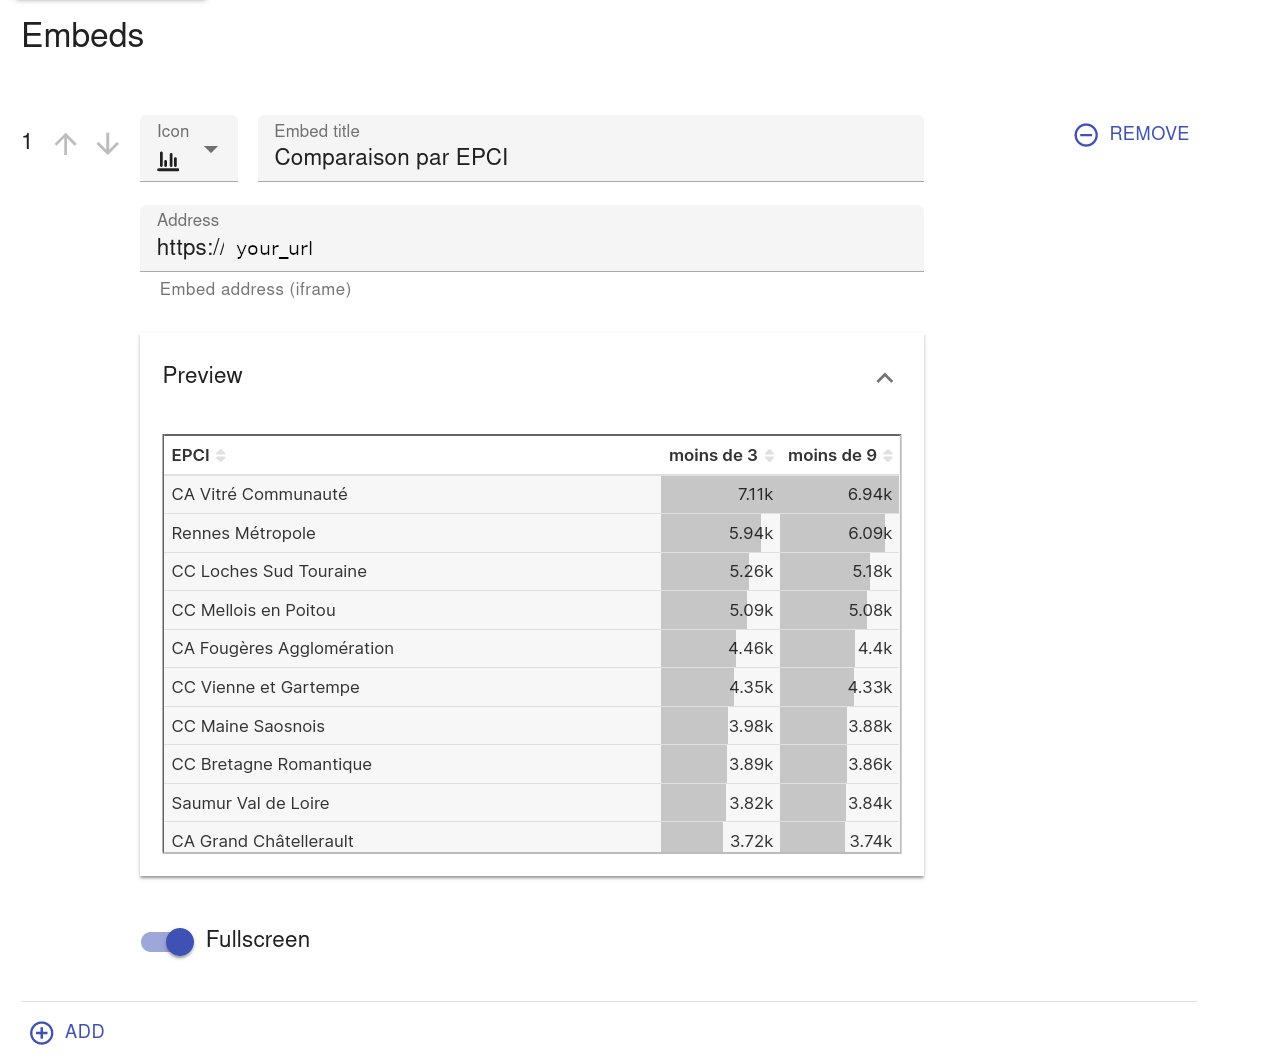 Embeds
1
Icon
Embed title
Comparaison par EPCI
REMOVE
Address
https:// your_url
Embed address (iframe)
Preview
EPCI moins de 3 moins de 9
CA Vitré Communauté 7.11k 6.94k
Rennes Métropole 5.94k 6.09k
CC Loches Sud Touraine 5.26k 5.18k
CC Mellois en Poitou 5.09k 5.08k
CA Fougères Agglomération 4.46k 4.4k
CC Vienne et Gartempe 4.35k 4.33k
CC Maine Saosnois 3.98k 3.88k
CC Bretagne Romantique 3.89k 3.86k
Saumur Val de Loire 3.82k 3.84k
CA Grand Châtellerault 3.72k 3.74k
Fullscreen
ADD